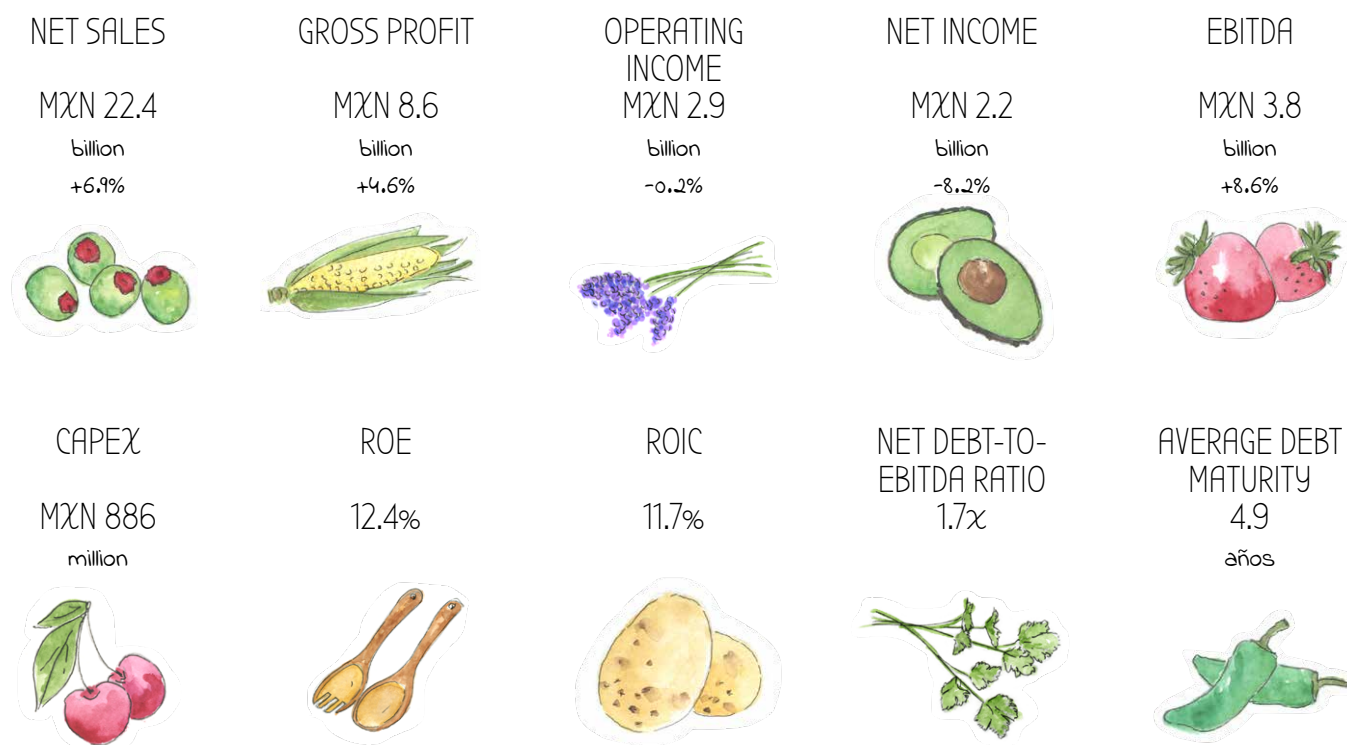 NET SALES
MXN 22.4
billion
+6.9%
GROSS PROFIT
MXN 8.6
billion
+4.6%
OPERATING
INCOME
MXN 2.9
billion
-0.2%
NET INCOME
MXN 2.2
billion
-8.2%
EBITDA
MXN 3.8
billion
+8.6%
CAPEX
MXN 886
million
ROE
12.4%
ROIC
11.7%
NET DEBT-TO-
EBITDA RATIO
1.7x
AVERAGE DEBT
MATURITY
4.9
años